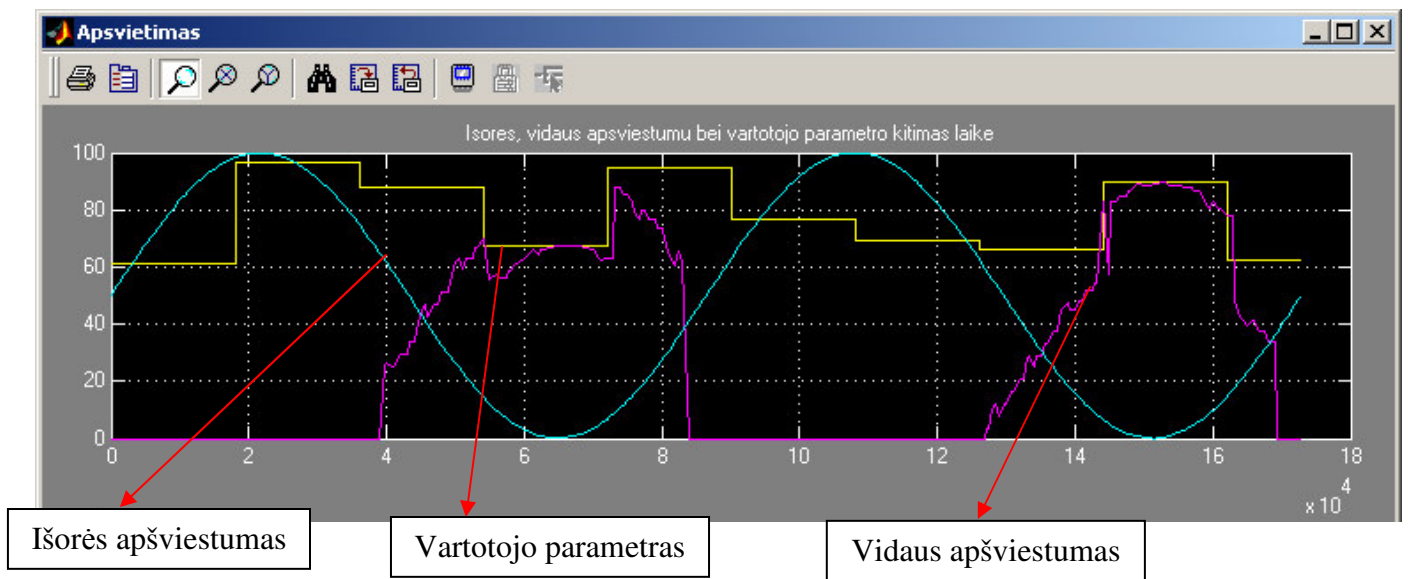 Apsvietimas
Isores, vidaus apsviestumu bei vartotojo parametro kitimas laike
100
80
60
40
20
0
0 2 4 6 8 10 12 14 16 18
x 10 4
Išorės apšviestumas
Vartotojo parametras
Vidaus apšviestumas